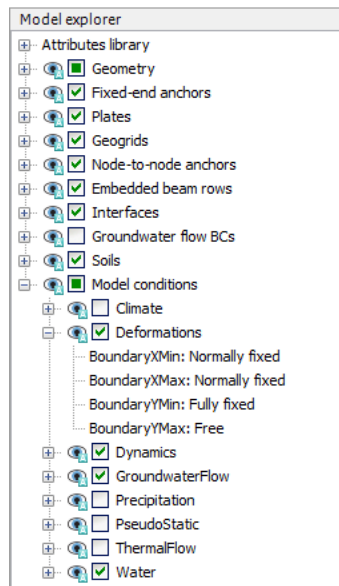 Model explorer
Attributes library
Geometry
Fixed-end anchors
Plates
Geogrids
Node-to-node anchors
Embedded beam rows
Interfaces
Groundwater flow BCs
Soils
Model conditions
Climate
Deformations
BoundaryXMin: Normally fixed
BoundaryXMax: Normally fixed
BoundaryYMin: Fully fixed
BoundaryYMax: Free
Dynamics
GroundwaterFlow
Precipitation
PseudoStatic
ThermalFlow
Water